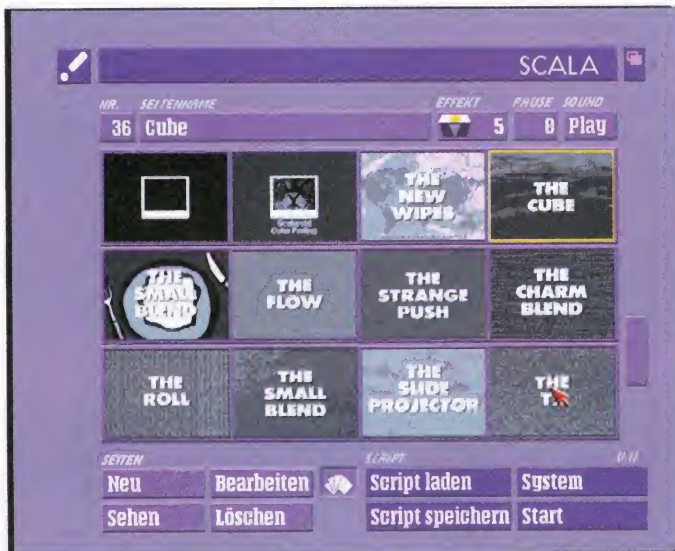 SCALA
NR. SEITENNAME EFFEKT PAUSE SOUND
36 Cube 5 0 Play
THE NEW WIPES
THE CUBE
THE SMALL BLEND
THE FLOW
THE STRANGE PUSH
THE CHARM BLEND
THE ROLL
THE SMALL BLEND
THE SLIDE PROJECTOR
THE
SEITEN SCRIPT
Neu Bearbeiten Script laden System
Sehen Löschen Script speichern Start